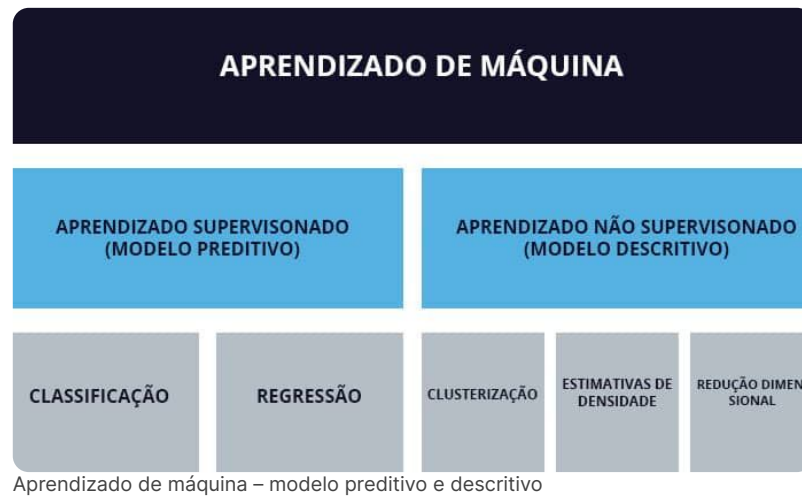 APRENDIZADO DE MÁQUINA
APRENDIZADO SUPERVISONADO
(MODELO PREDITIVO)
APRENDIZADO NÃO SUPERVISONADO
(MODELO DESCRITIVO)
CLASSIFICAÇÃO
REGRESSÃO
CLUSTERIZAÇÃO
ESTIMATIVAS DE
DENSIDADE
REDUÇÃO DIMEN
SIONAL
Aprendizado de máquina – modelo preditivo e descritivo